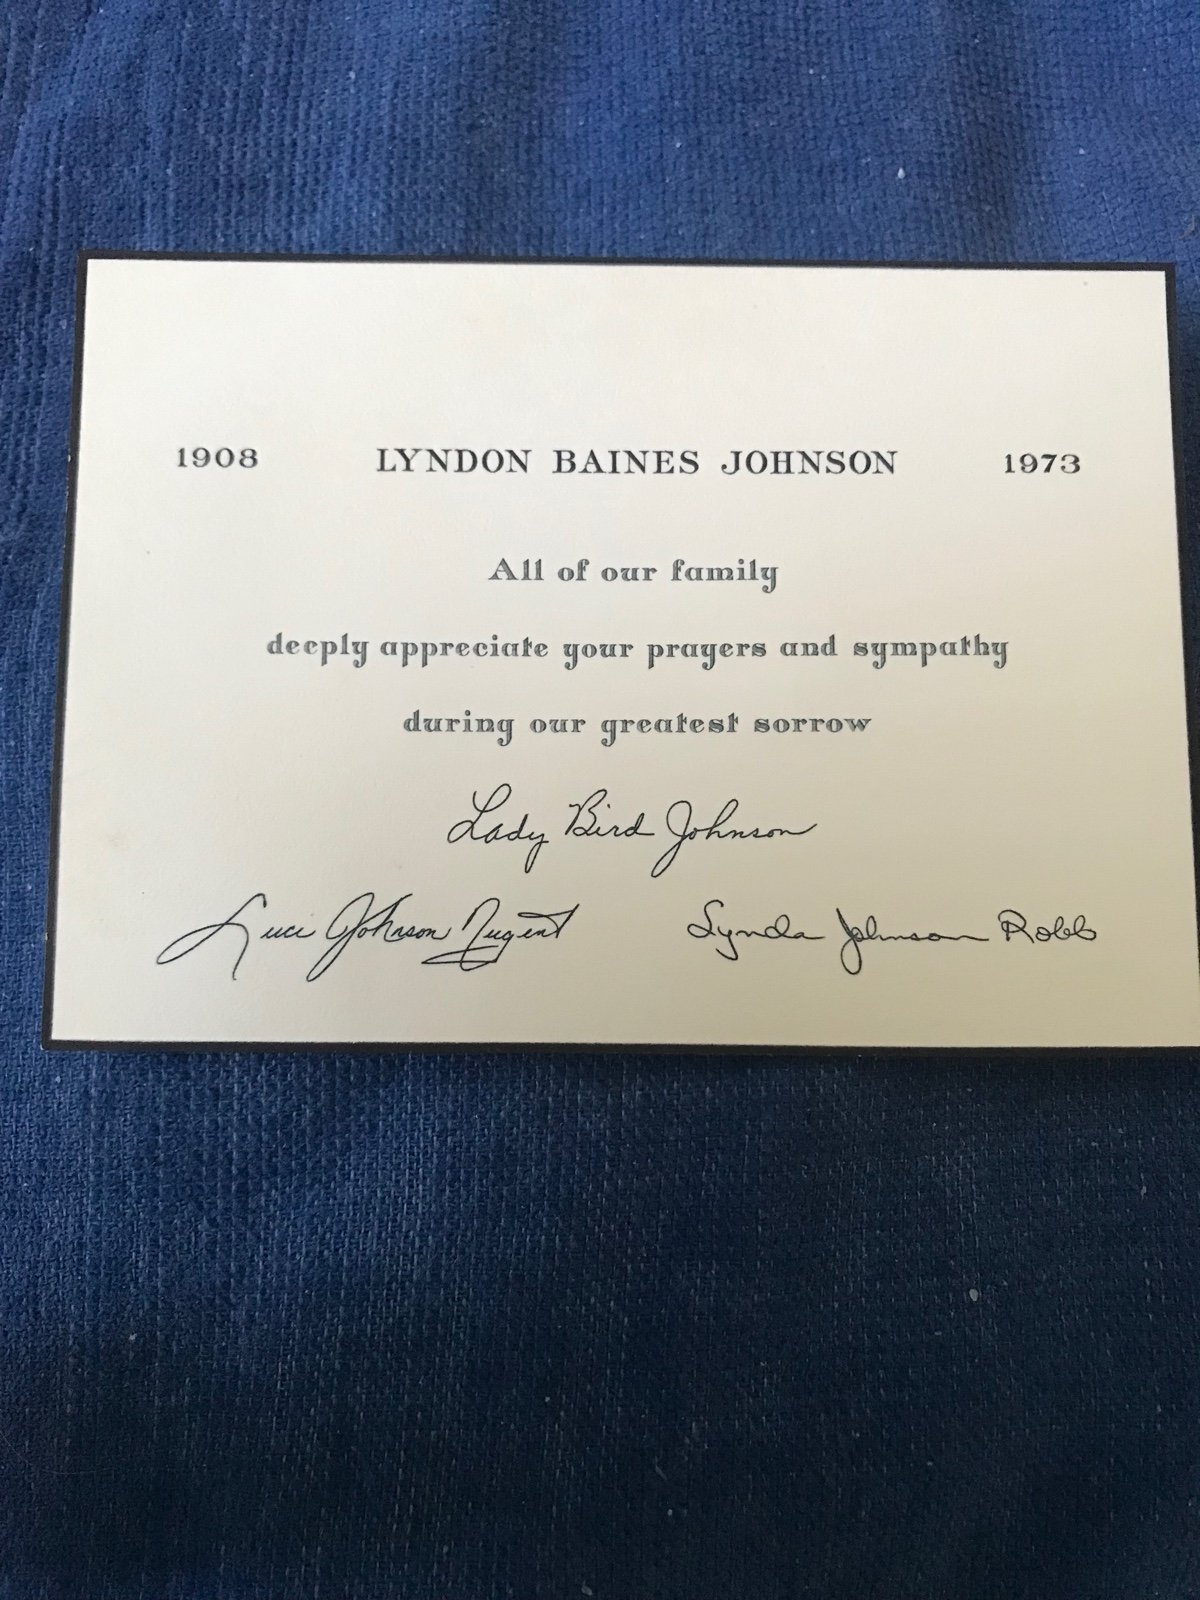 1908 LYNDON BAINES JOHNSON 1973
All of our family
deeply appreciate your prayers and sympathy
during our greatest sorrow
Lady Bird Johnson
Luci Johnson Nugent Lynda Johnson Robb